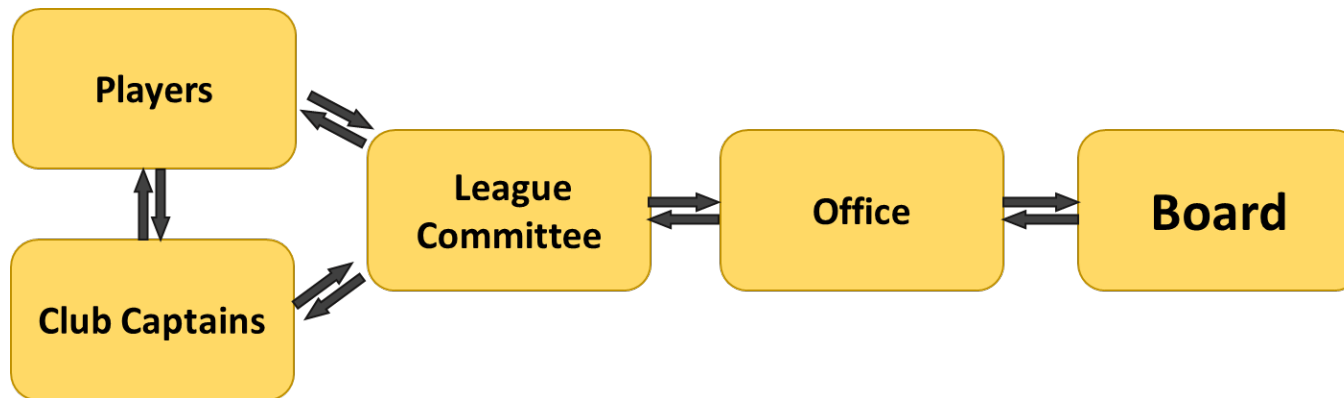 Players
League
Committee
Office
Board
Club Captains